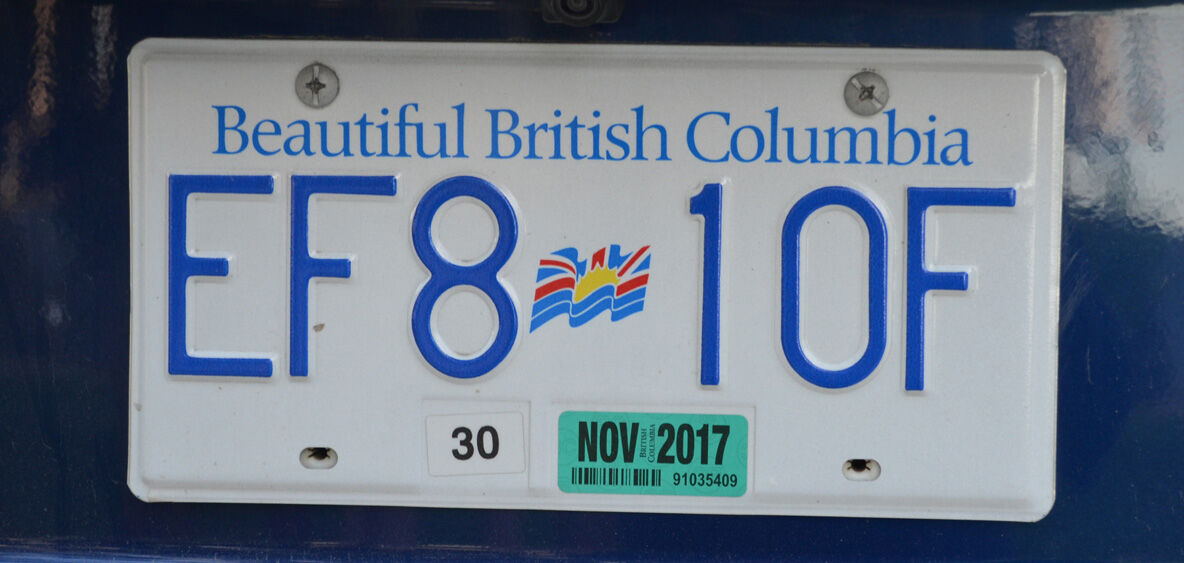 Beautiful British Columbia
EF8 10F
30
NOV BRITISH COLUMBIA 2017
91035409